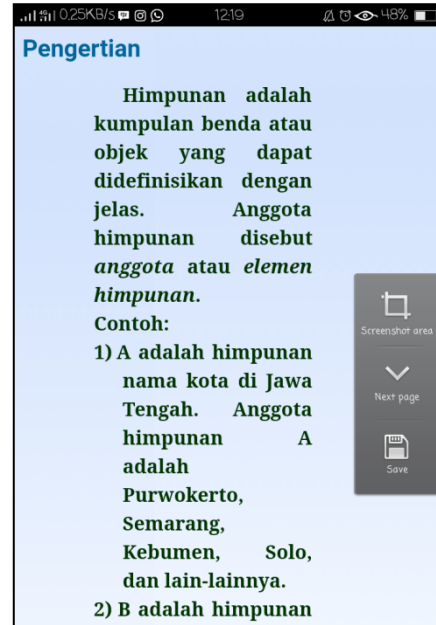 0.25KB/s 12:19 48%
Pengertian
Himpunan adalah
kumpulan benda atau
objek yang dapat
didefinisikan dengan
jelas. Anggota
himpunan disebut
anggota atau elemen
himpunan.
Contoh:
1) A adalah himpunan
nama kota di Jawa
Tengah. Anggota
himpunan A
adalah
Purwokerto,
Semarang,
Kebumen, Solo,
dan lain-lainnya.
2) B adalah himpunan
Screenshot area
Next page
Save